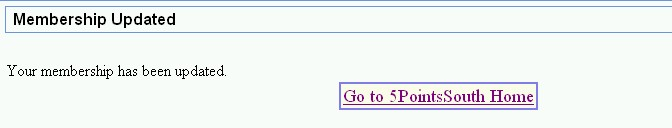 Membership Updated
Your membership has been updated.
Go to 5PointsSouth Home